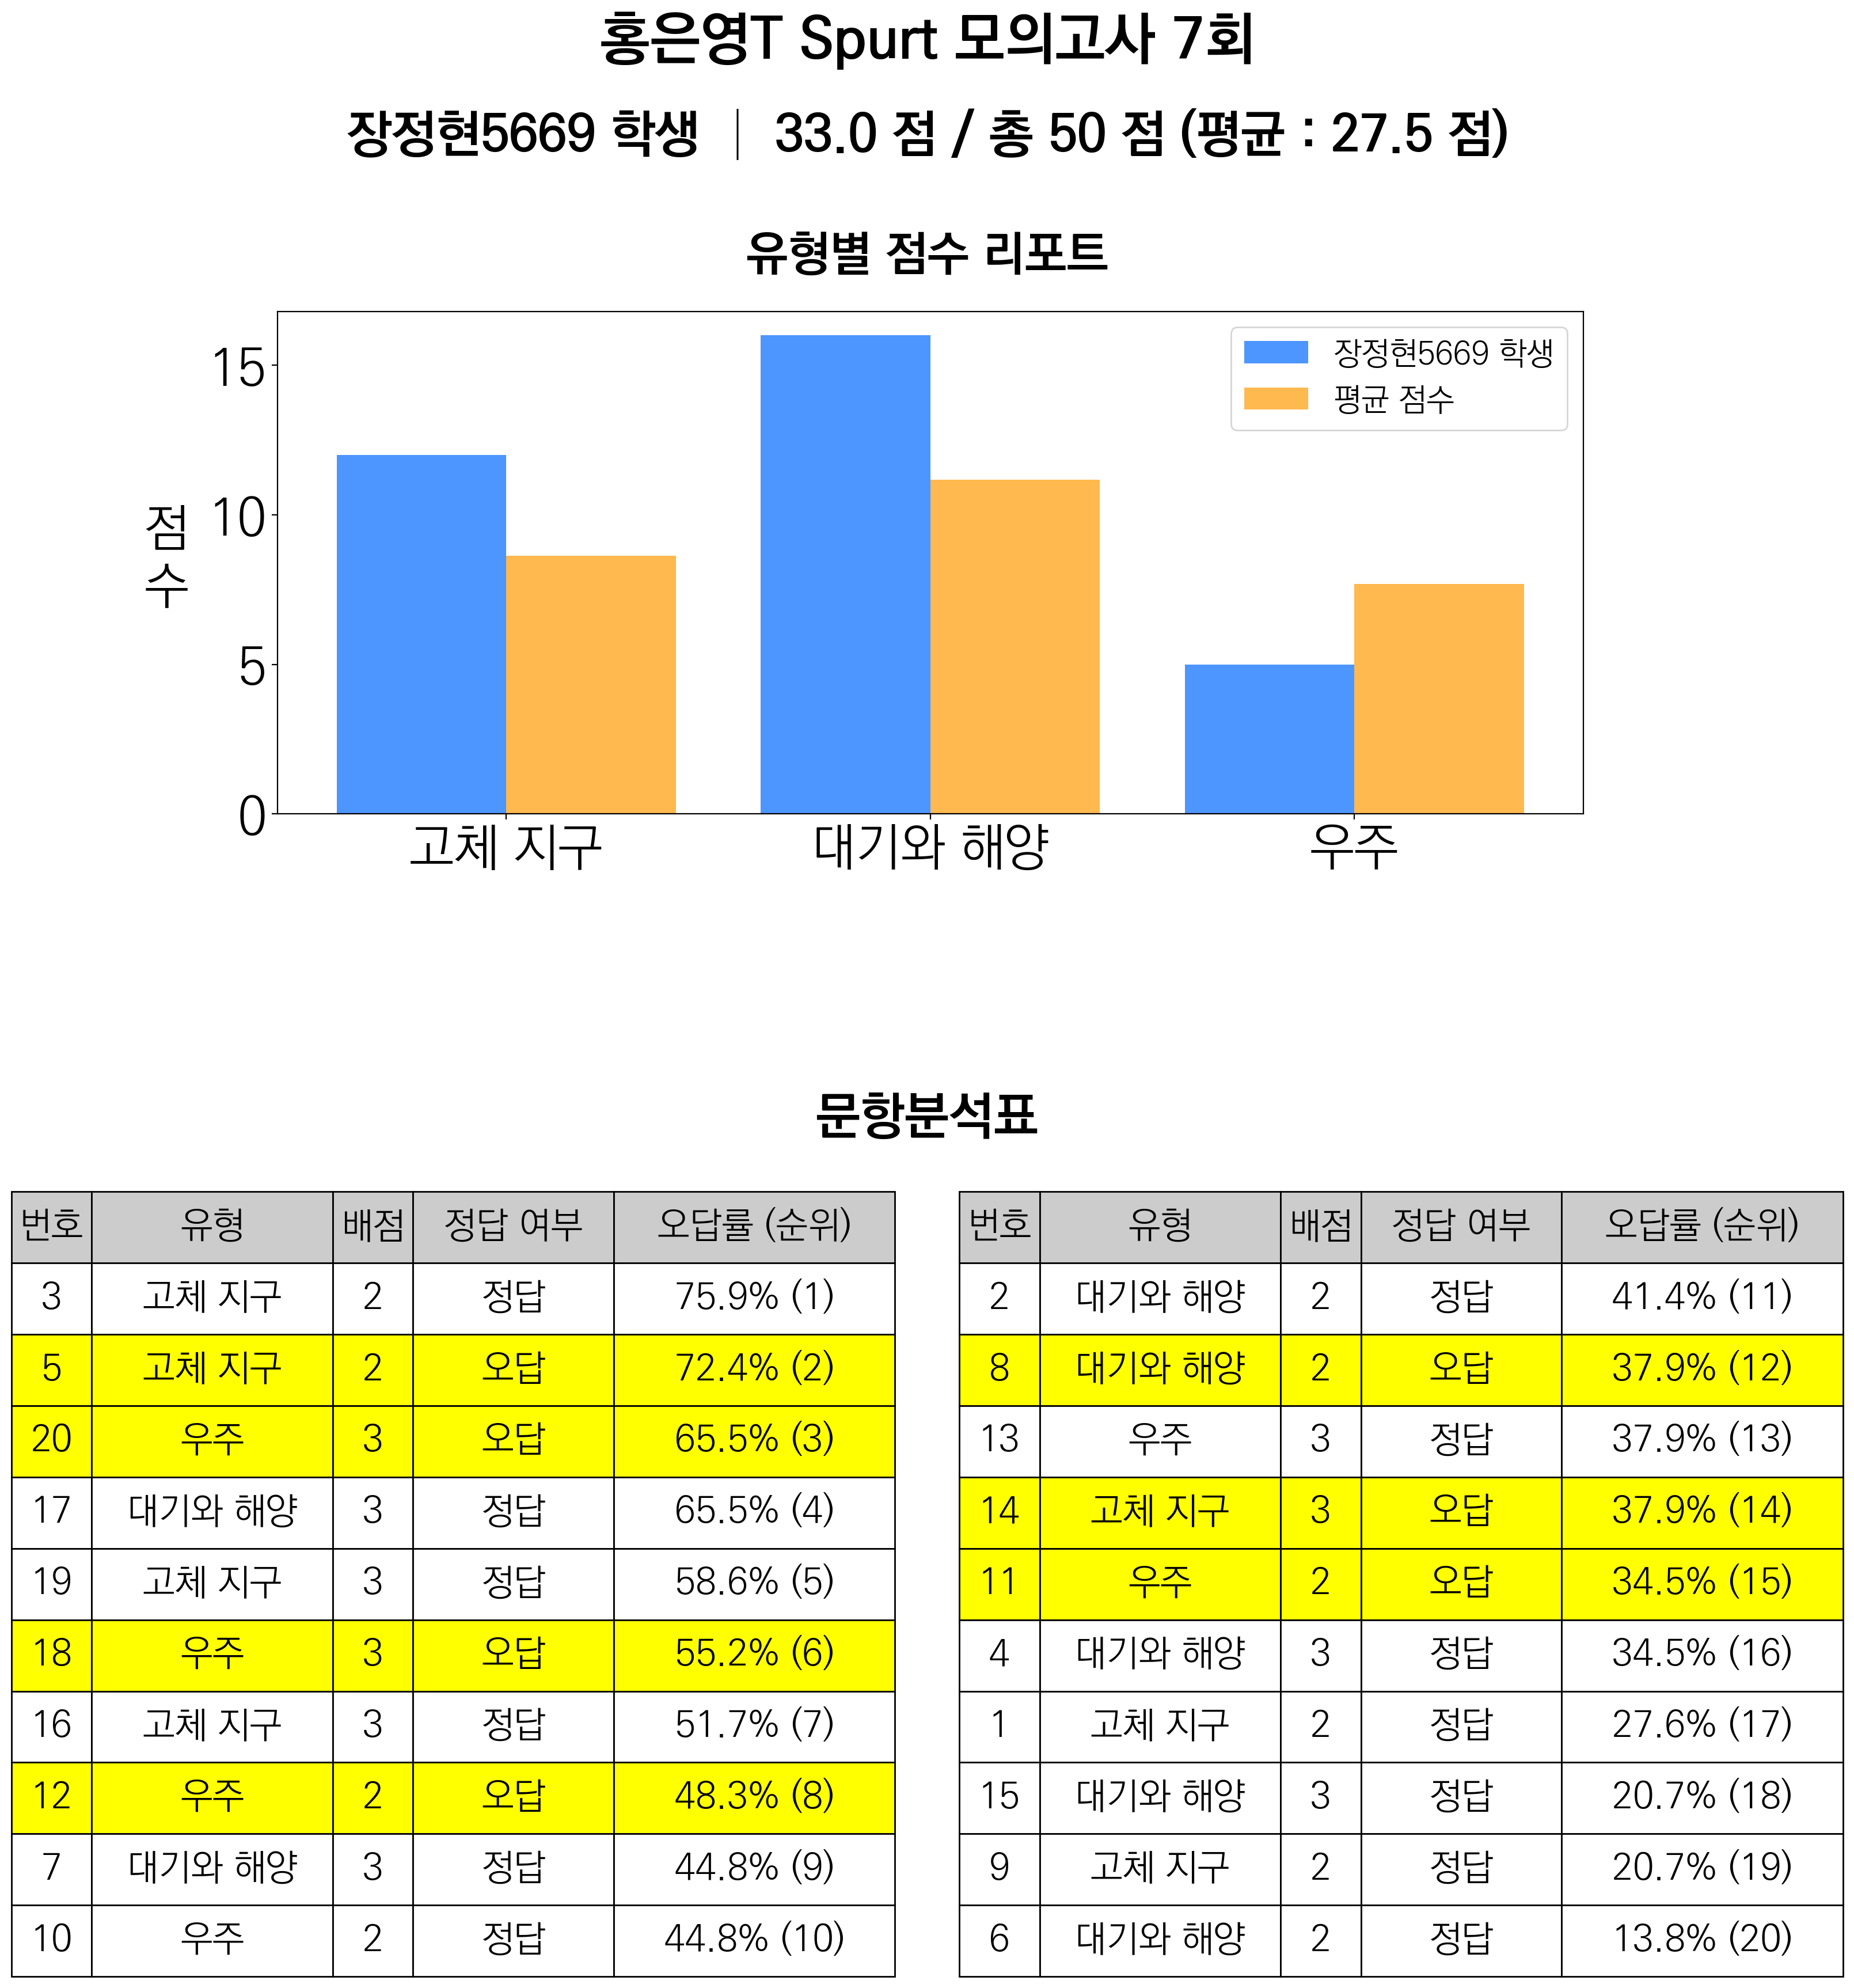 홍은영T Spurt 모의고사 7회
장정현5669 학생 | 33.0 점 / 총 50 점 (평균 : 27.5 점)
유형별 점수 리포트
장정현5669 학생
평균 점수
점
수
15
10
5
0
고체 지구 대기와 해양 우주
문항분석표
번호 유형 배점 정답 여부 오답률 (순위)
3 고체 지구 2 정답 75.9% (1)
5 고체 지구 2 오답 72.4% (2)
20 우주 3 오답 65.5% (3)
17 대기와 해양 3 정답 65.5% (4)
19 고체 지구 3 정답 58.6% (5)
18 우주 3 오답 55.2% (6)
16 고체 지구 3 정답 51.7% (7)
12 우주 2 오답 48.3% (8)
7 대기와 해양 3 정답 44.8% (9)
10 우주 2 정답 44.8% (10)
번호 유형 배점 정답 여부 오답률 (순위)
2 대기와 해양 2 정답 41.4% (11)
8 대기와 해양 2 오답 37.9% (12)
13 우주 3 정답 37.9% (13)
14 고체 지구 3 오답 37.9% (14)
11 우주 2 오답 34.5% (15)
4 대기와 해양 3 정답 34.5% (16)
1 고체 지구 2 정답 27.6% (17)
15 대기와 해양 3 정답 20.7% (18)
9 고체 지구 2 정답 20.7% (19)
6 대기와 해양 2 정답 13.8% (20)